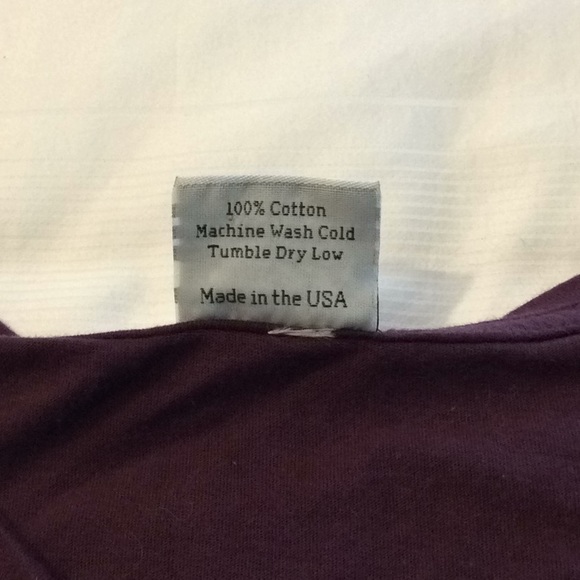 100% Cotton
Machine Wash Cold
Tumble Dry Low
Made in the USA